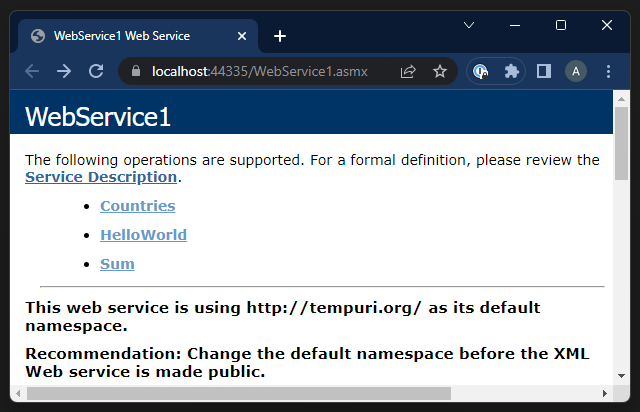 WebService1 Web Service
localhost:44335/WebService1.asmx
A
WebService1
The following operations are supported. For a formal definition, please review the
Service Description.
Countries
HelloWorld
Sum
This web service is using http://tempuri.org/ as its default
namespace.
Recommendation: Change the default namespace before the XML
Web service is made public.